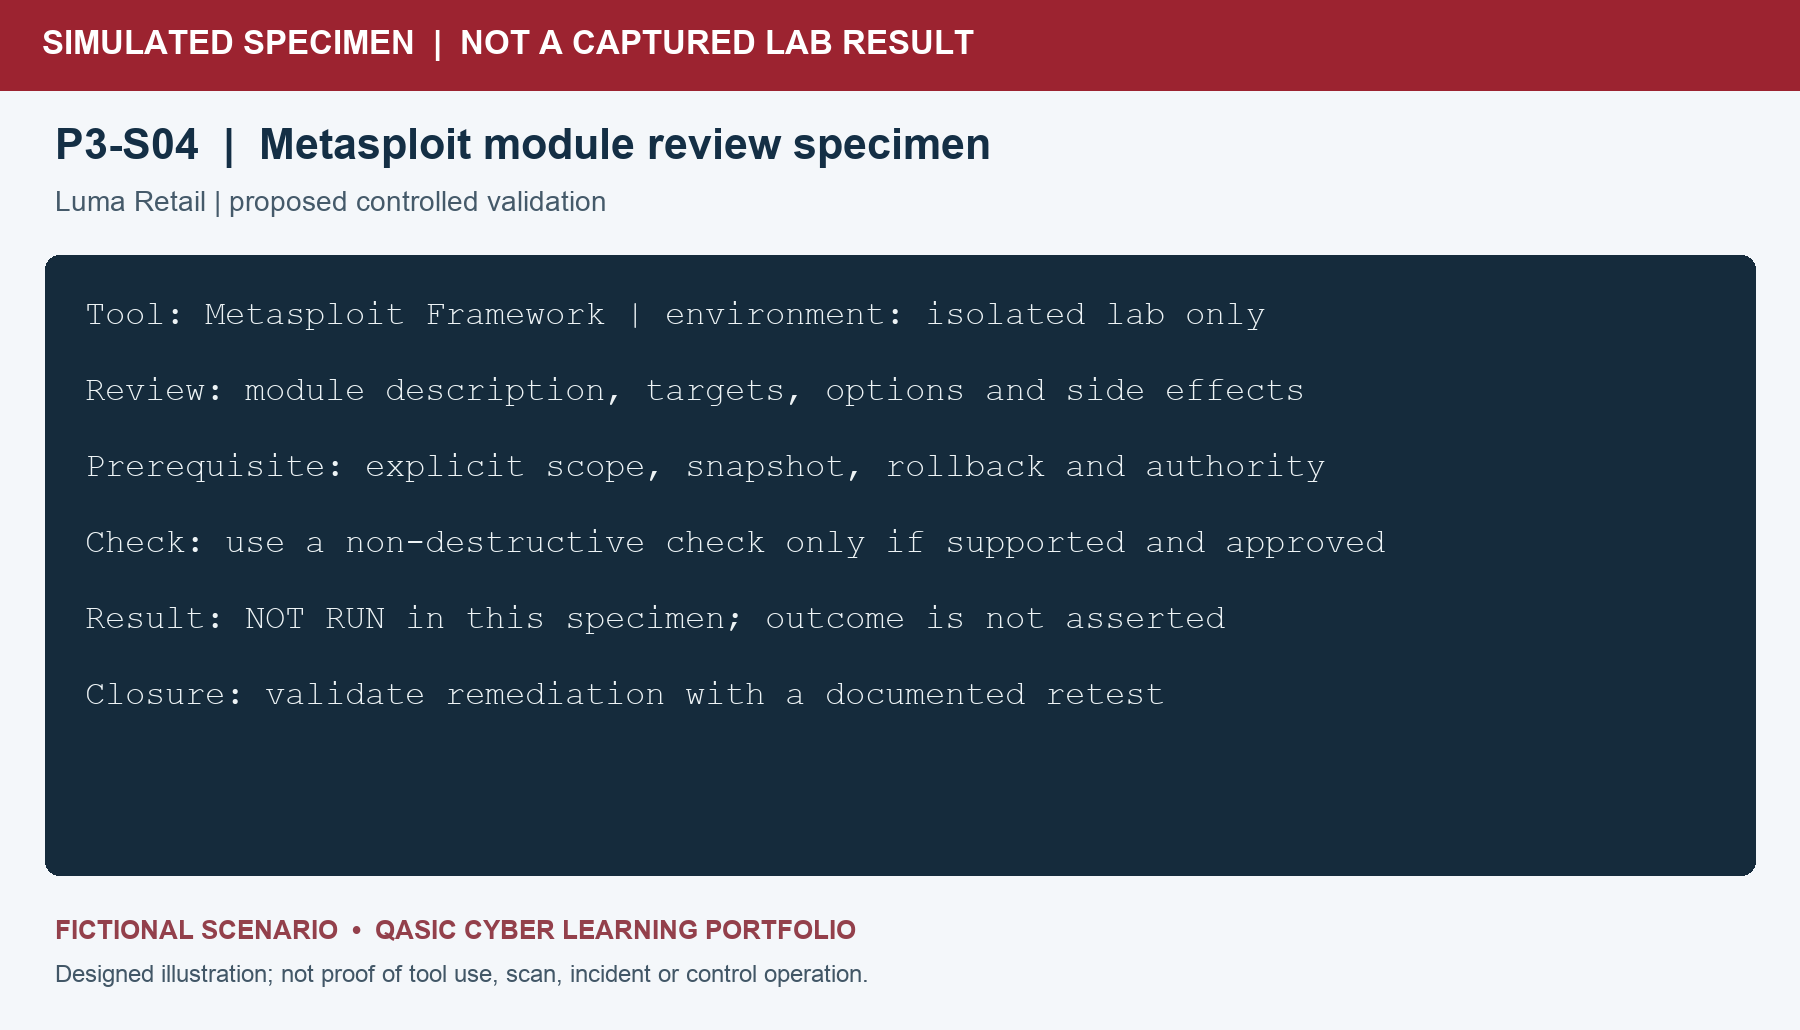 SIMULATED SPECIMEN | NOT A CAPTURED LAB RESULT
P3-S04 | Metasploit module review specimen
Luma Retail | proposed controlled validation
Tool: Metasploit Framework | environment: isolated lab only
Review: module description, targets, options and side effects
Prerequisite: explicit scope, snapshot, rollback and authority
Check: use a non-destructive check only if supported and approved
Result: NOT RUN in this specimen; outcome is not asserted
Closure: validate remediation with a documented retest
FICTIONAL SCENARIO • QASIC CYBER LEARNING PORTFOLIO
Designed illustration; not proof of tool use, scan, incident or control operation.